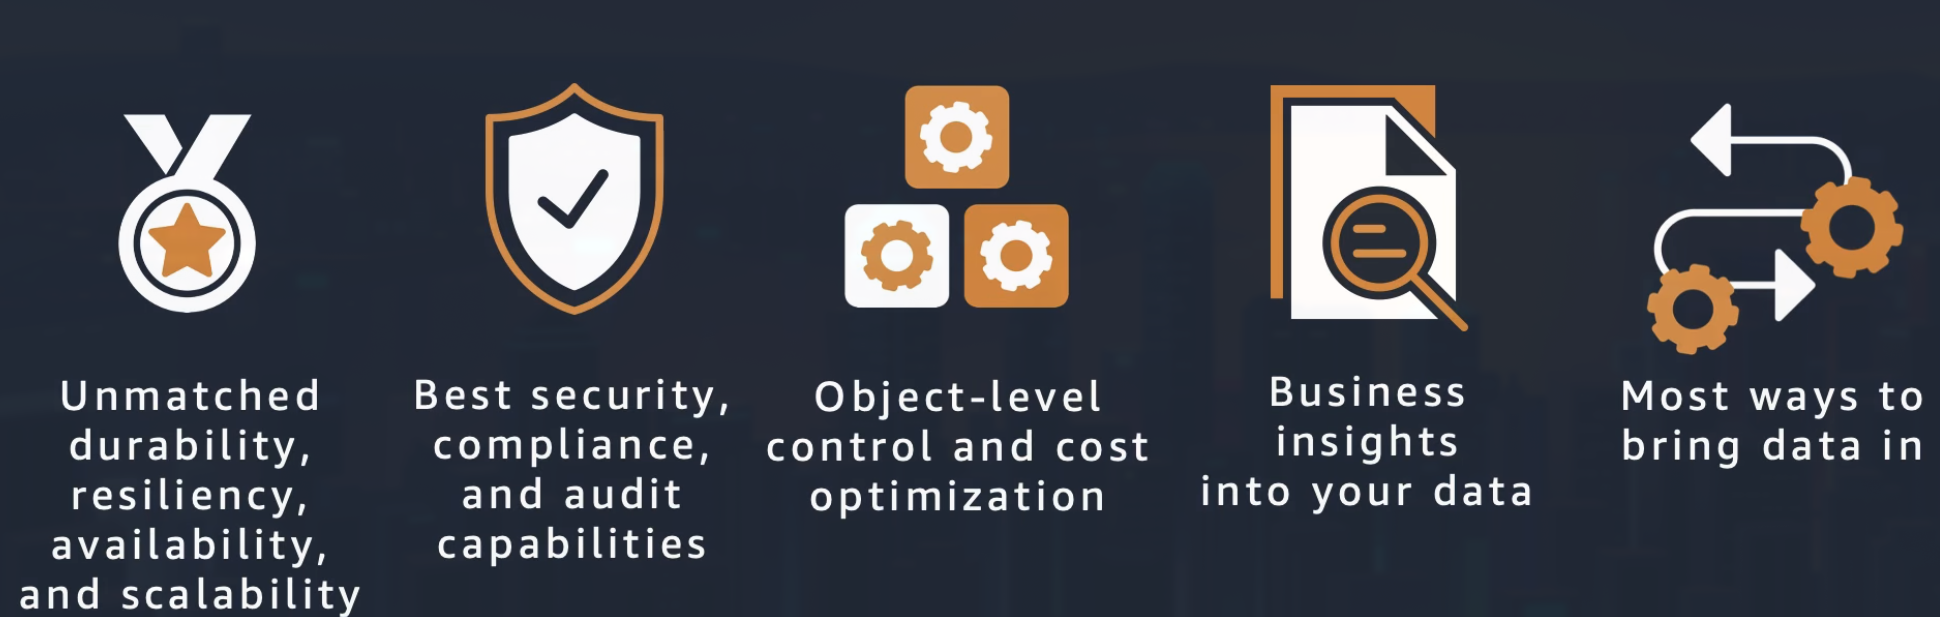 Unmatched
durability,
resiliency,
availability,
and scalability
Best security,
compliance,
and audit
capabilities
Object-level
control and cost
optimization
Business
insights
into your data
Most ways to
bring data in